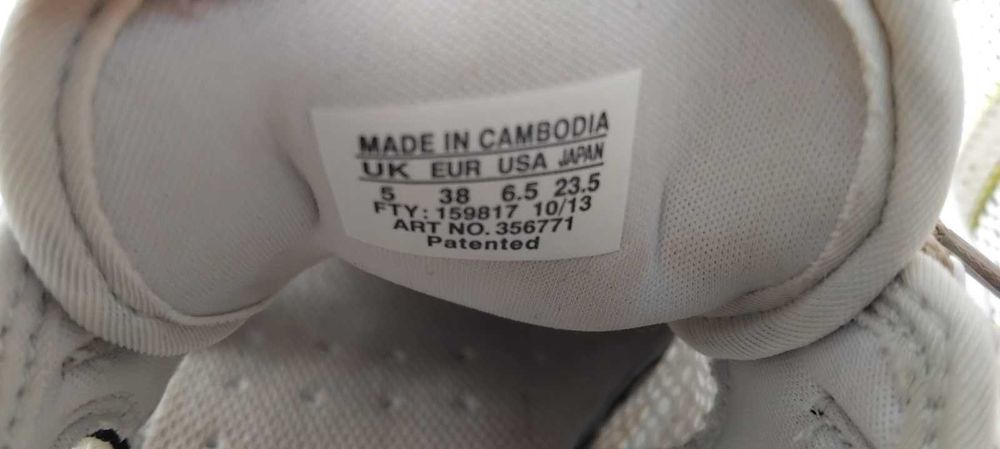 MADE IN CAMBODIA
UK EUR USA JAPAN
5 38 6.5 23.5
FTY: 159817 10/13
ART NO. 356771
Patented